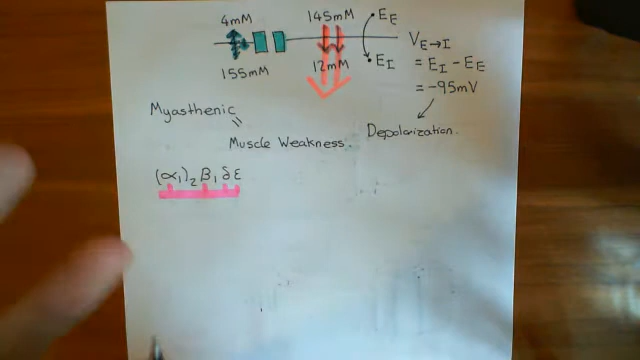 4mM 145mM E_E
155mM 12mM E_I
V_E→I
= E_I - E_E
= -95mV
Myasthenic
Muscle Weakness.
Depolarization.
(α₁)₂ β₁ δ ε